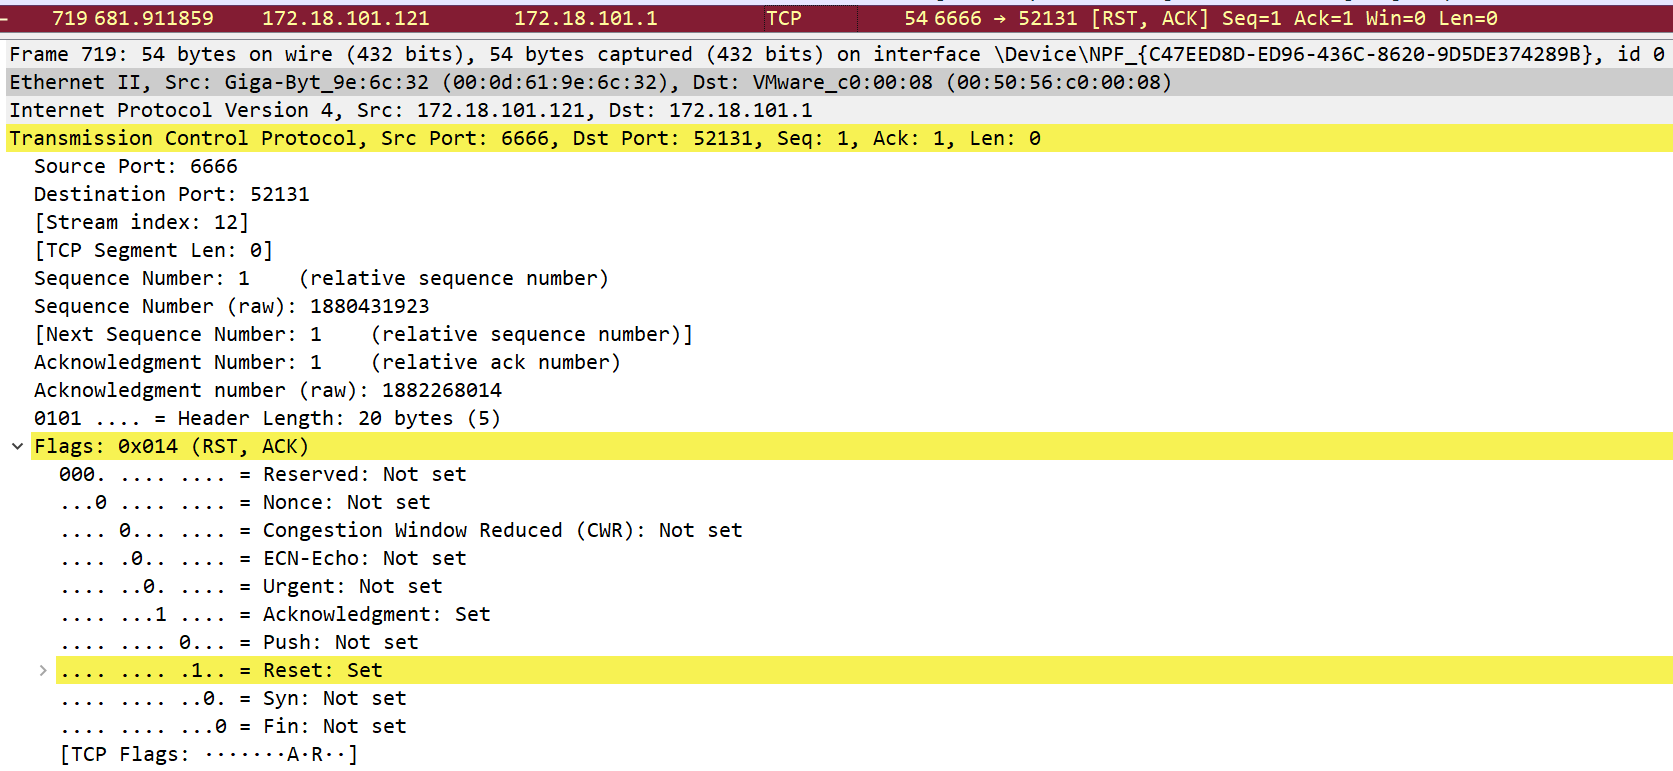 719 681.911859 172.18.101.121 172.18.101.1 TCP 54 6666 → 52131 [RST, ACK] Seq=1 Ack=1 Win=0 Len=0
Frame 719: 54 bytes on wire (432 bits), 54 bytes captured (432 bits) on interface \Device\NPF_{C47EED8D-ED96-436C-8620-9D5DE374289B}, id 0
Ethernet II, Src: Giga-Byt_9e:6c:32 (00:0d:61:9e:6c:32), Dst: VMware_c0:00:08 (00:50:56:c0:00:08)
Internet Protocol Version 4, Src: 172.18.101.121, Dst: 172.18.101.1
Transmission Control Protocol, Src Port: 6666, Dst Port: 52131, Seq: 1, Ack: 1, Len: 0
Source Port: 6666
Destination Port: 52131
[Stream index: 12]
[TCP Segment Len: 0]
Sequence Number: 1    (relative sequence number)
Sequence Number (raw): 1880431923
[Next Sequence Number: 1    (relative sequence number)]
Acknowledgment Number: 1    (relative ack number)
Acknowledgment number (raw): 1882268014
0101 .... = Header Length: 20 bytes (5)
Flags: 0x014 (RST, ACK)
000. .... .... = Reserved: Not set
...0 .... .... = Nonce: Not set
.... 0... .... = Congestion Window Reduced (CWR): Not set
.... .0.. .... = ECN-Echo: Not set
.... ..0. .... = Urgent: Not set
.... ...1 .... = Acknowledgment: Set
.... .... 0... = Push: Not set
.... .... .1.. = Reset: Set
.... .... ..0. = Syn: Not set
.... .... ...0 = Fin: Not set
[TCP Flags: ·······A·R··]